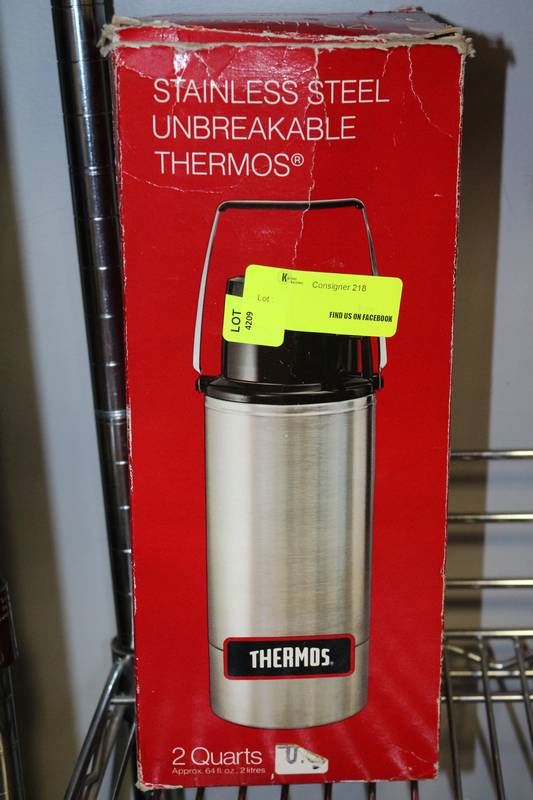 STAINLESS STEEL
UNBREAKABLE
THERMOS®
Consigner 218
Lot :
FIND US ON FACEBOOK
LOT
4209
THERMOS®
2 Quarts
Approx. 64 fl. oz., 2 litres
U.